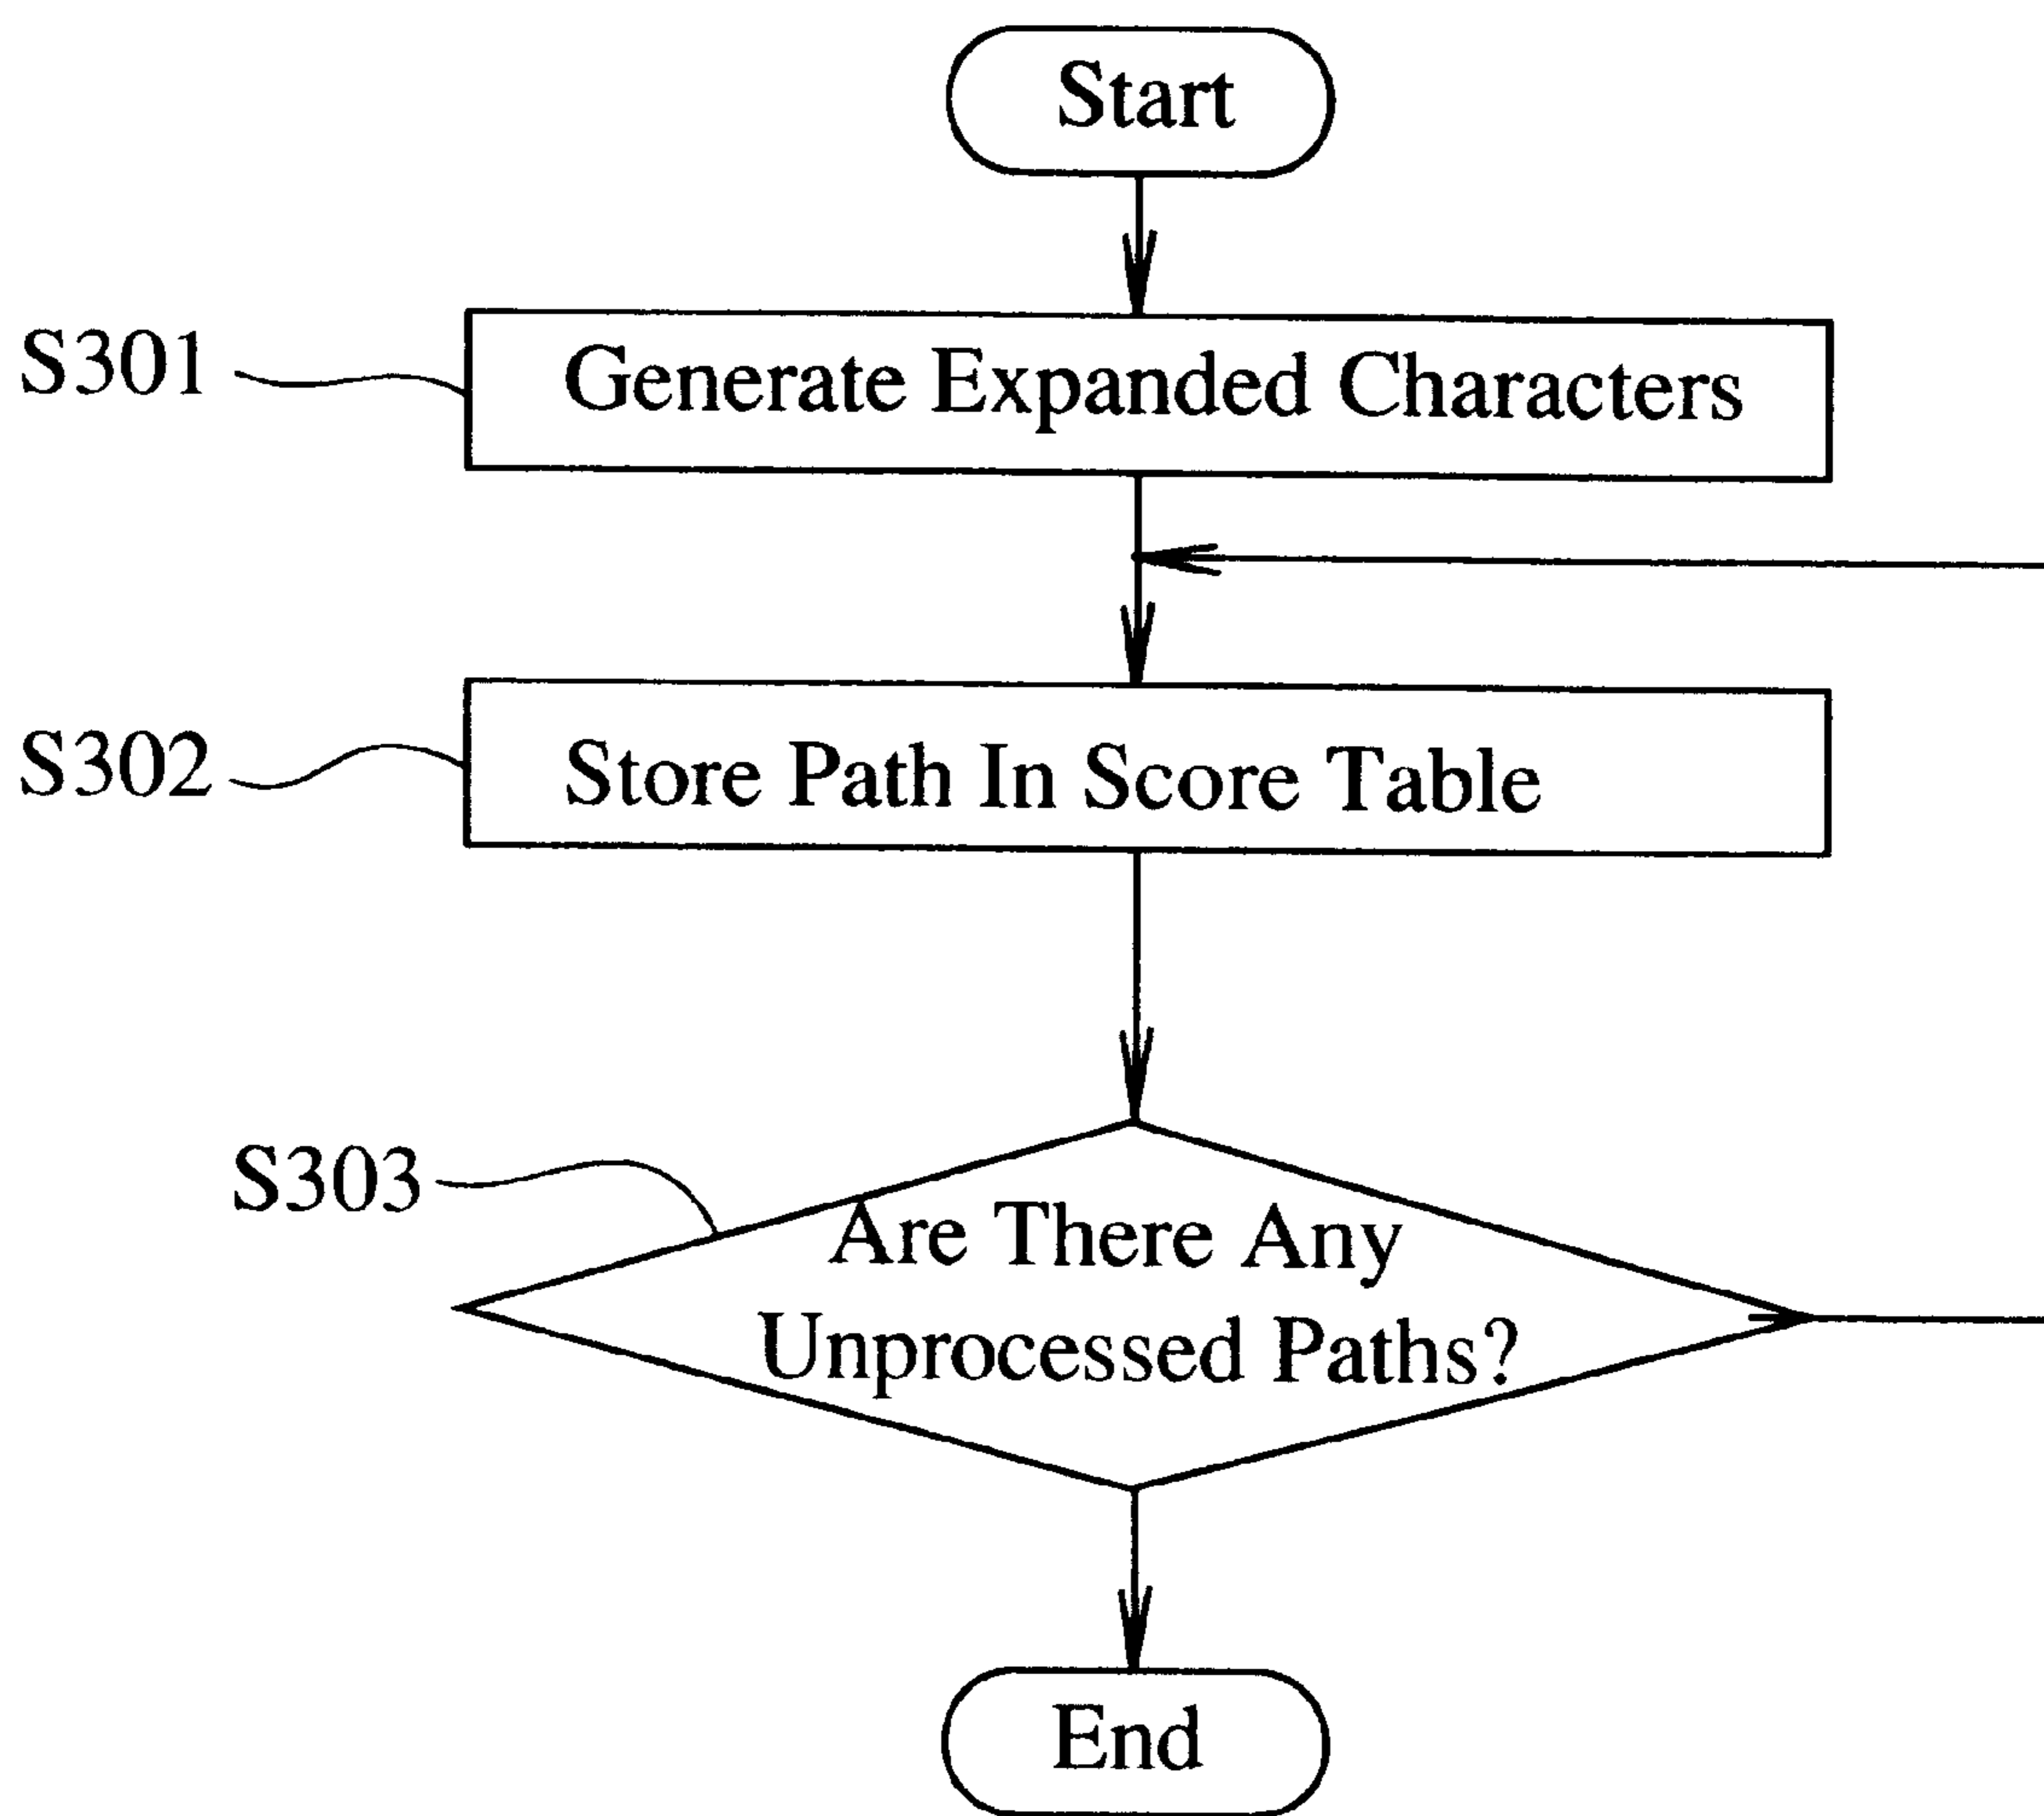 Start
S301
Generate Expanded Characters
S302
Store Path In Score Table
S303
Are There Any
Unprocessed Paths?
End